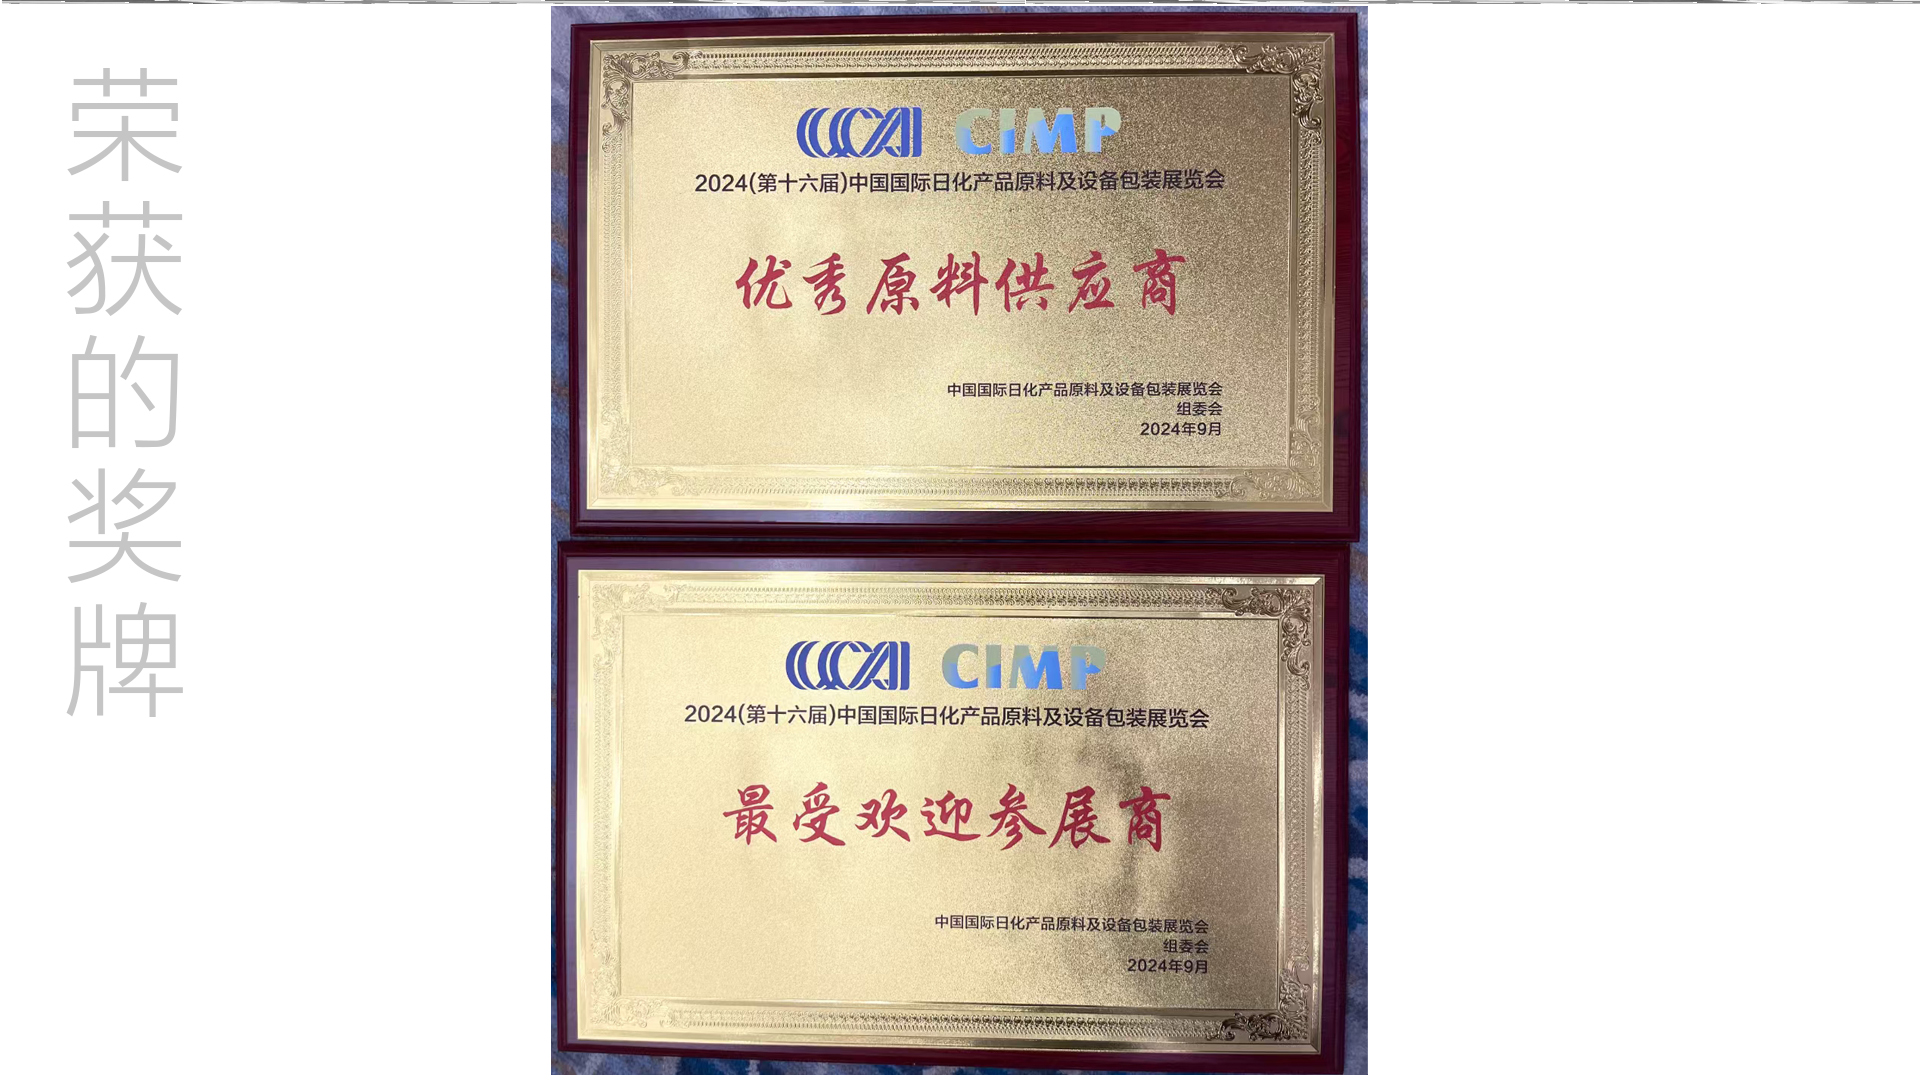 荣获的奖牌
CCAI CIMP
2024(第十六届)中国国际日化产品原料及设备包装展览会
优秀原料供应商
中国国际日化产品原料及设备包装展览会
组委会
2024年9月
CCAI CIMP
2024(第十六届)中国国际日化产品原料及设备包装展览会
最受欢迎参展商
中国国际日化产品原料及设备包装展览会
组委会
2024年9月